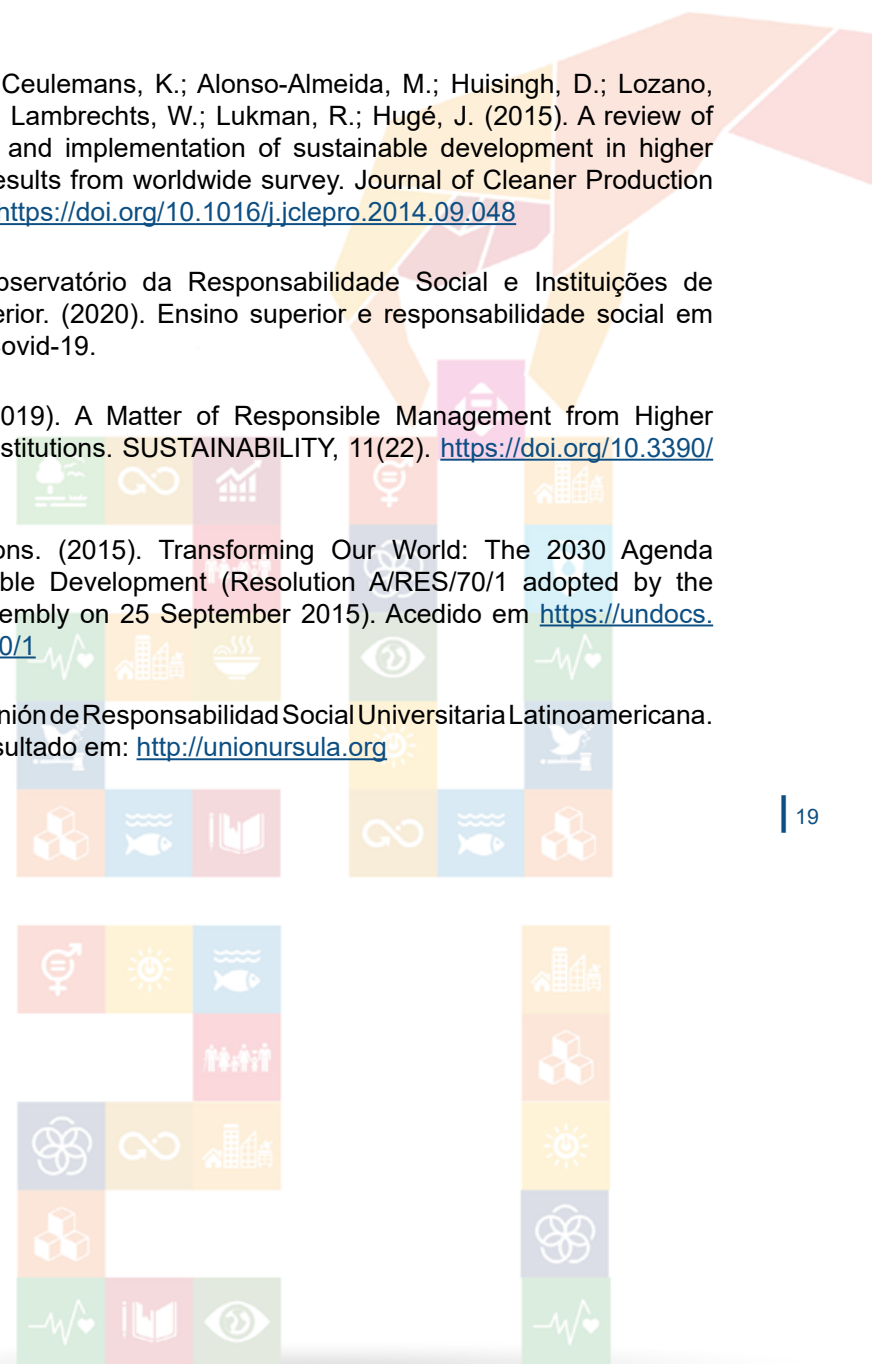 Ceulemans, K.; Alonso-Almeida, M.; Huisingh, D.; Lozano,
Lambrechts, W.; Lukman, R.; Hugé, J. (2015). A review of
and implementation of sustainable development in higher
esults from worldwide survey. Journal of Cleaner Production
https://doi.org/10.1016/j.jclepro.2014.09.048
bservatório da Responsabilidade Social e Instituições de
erior. (2020). Ensino superior e responsabilidade social em
ovid-19.
019). A Matter of Responsible Management from Higher
stitutions. SUSTAINABILITY, 11(22). https://doi.org/10.3390/
ons. (2015). Transforming Our World: The 2030 Agenda
ble Development (Resolution A/RES/70/1 adopted by the
embly on 25 September 2015). Acedido em https://undocs.
0/1
nión de Responsabilidad Social Universitaria Latinoamericana.
sultado em: http://unionursula.org
19